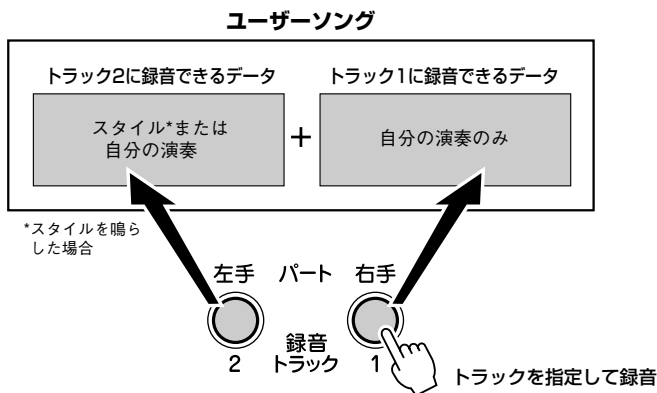 ユーザーソング
トラック2に録音できるデータ
トラック1に録音できるデータ
スタイル*または
自分の演奏
+
自分の演奏のみ
*スタイルを鳴ら
した場合
左手 パート 右手
録音
2 トラック 1
トラックを指定して録音